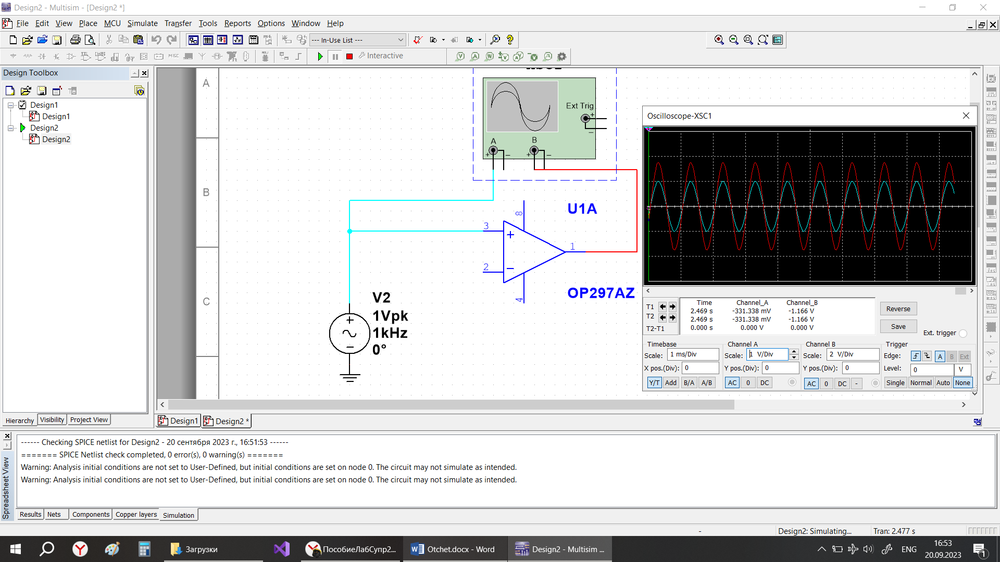 Design2 - Multisim - [Design2 *]
File Edit View Place MCU Simulate Transfer Tools Reports Options Window Help
--- In-Use List ---
MISC
Interactive
Design Toolbox
Design1
Design1
Design2
Design2
Hierarchy Visibility Project View
A
B
C
Ext Trig
A
B
U1A
8
3
1
2
4
OP297AZ
V2
1Vpk
1kHz
0°
Oscilloscope-XSC1
T1
T2
T2-T1
Time Channel_A Channel_B
2.469 s -331.338 mV -1.166 V
2.469 s -331.338 mV -1.166 V
0.000 s 0.000 V 0.000 V
Reverse
Save
Ext. trigger
Timebase Channel A Channel B Trigger
Scale: 1 ms/Div Scale: 1 V/Div Scale: 2 V/Div Edge: A B Ext
X pos.(Div): 0 Y pos.(Div): 0 Y pos.(Div): 0 Level: 0 V
Y/T Add B/A A/B AC 0 DC AC 0 DC - Single Normal Auto None
Design1 Design2 *
Spreadsheet View
------ Checking SPICE netlist for Design2 - 20 сентября 2023 г., 16:51:53 ------
======= SPICE Netlist check completed, 0 error(s), 0 warning(s) =======
Warning: Analysis initial conditions are not set to User-Defined, but initial conditions are set on node 0. The circuit may not simulate as intended.
Warning: Analysis initial conditions are not set to User-Defined, but initial conditions are set on node 0. The circuit may not simulate as intended.
Results Nets Components Copper layers Simulation
- Design2: Simulating... Tran: 2.477 s
Загрузки ПособиеЛабСупр2... Otchet.docx - Word Design2 - Multisim ... ENG
16:53
20.09.2023
1